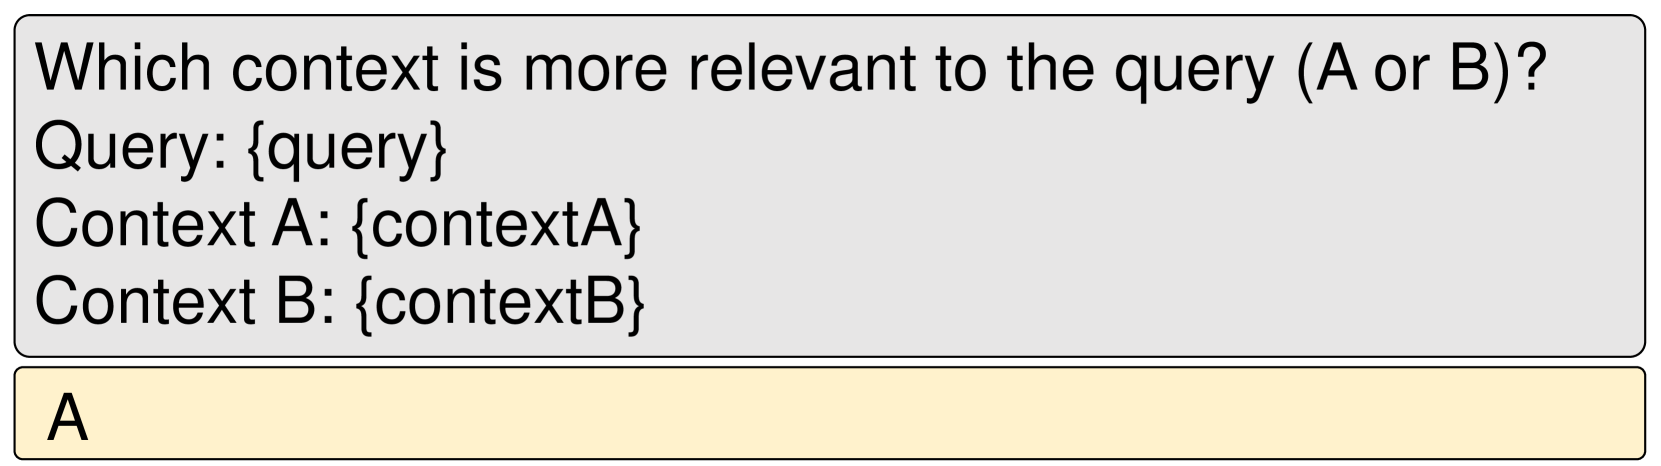 Which context is more relevant to the query (A or B)?
Query: {query}
Context A: {contextA}
Context B: {contextB}
A